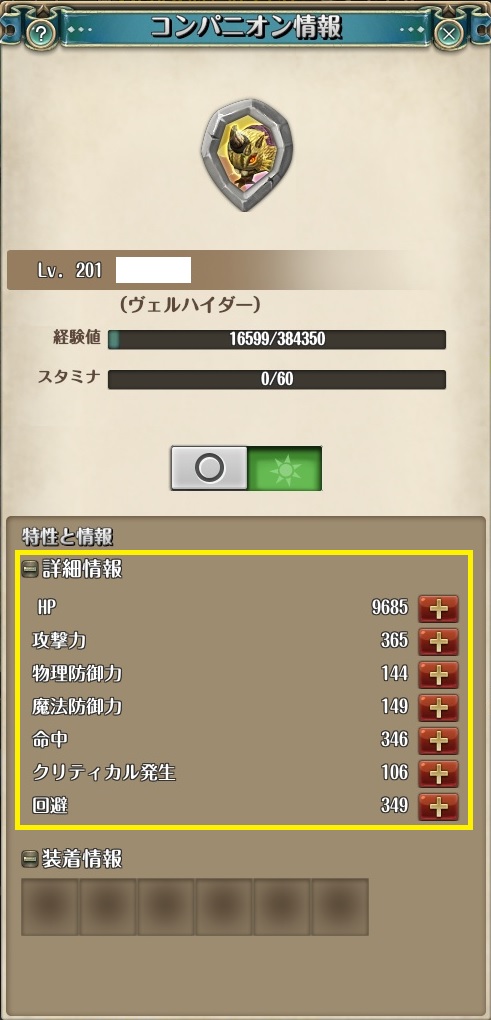 ?
コンパニオン情報
Lv. 201
(ヴェルハイダー)
経験値 16599/384350
スタミナ 0/60
特性と情報
詳細情報
HP 9685
攻撃力 365
物理防御力 144
魔法防御力 149
命中 346
クリティカル発生 106
回避 349
装着情報